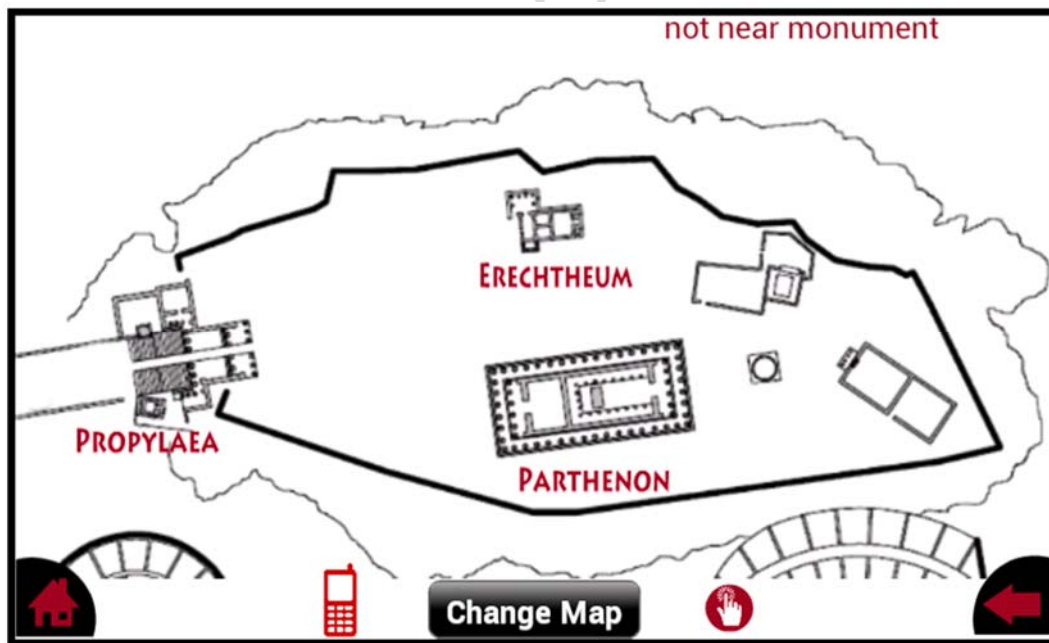 not near monument
ERECHTHEUM
PROPYLAEA
PARTHENON
Change Map